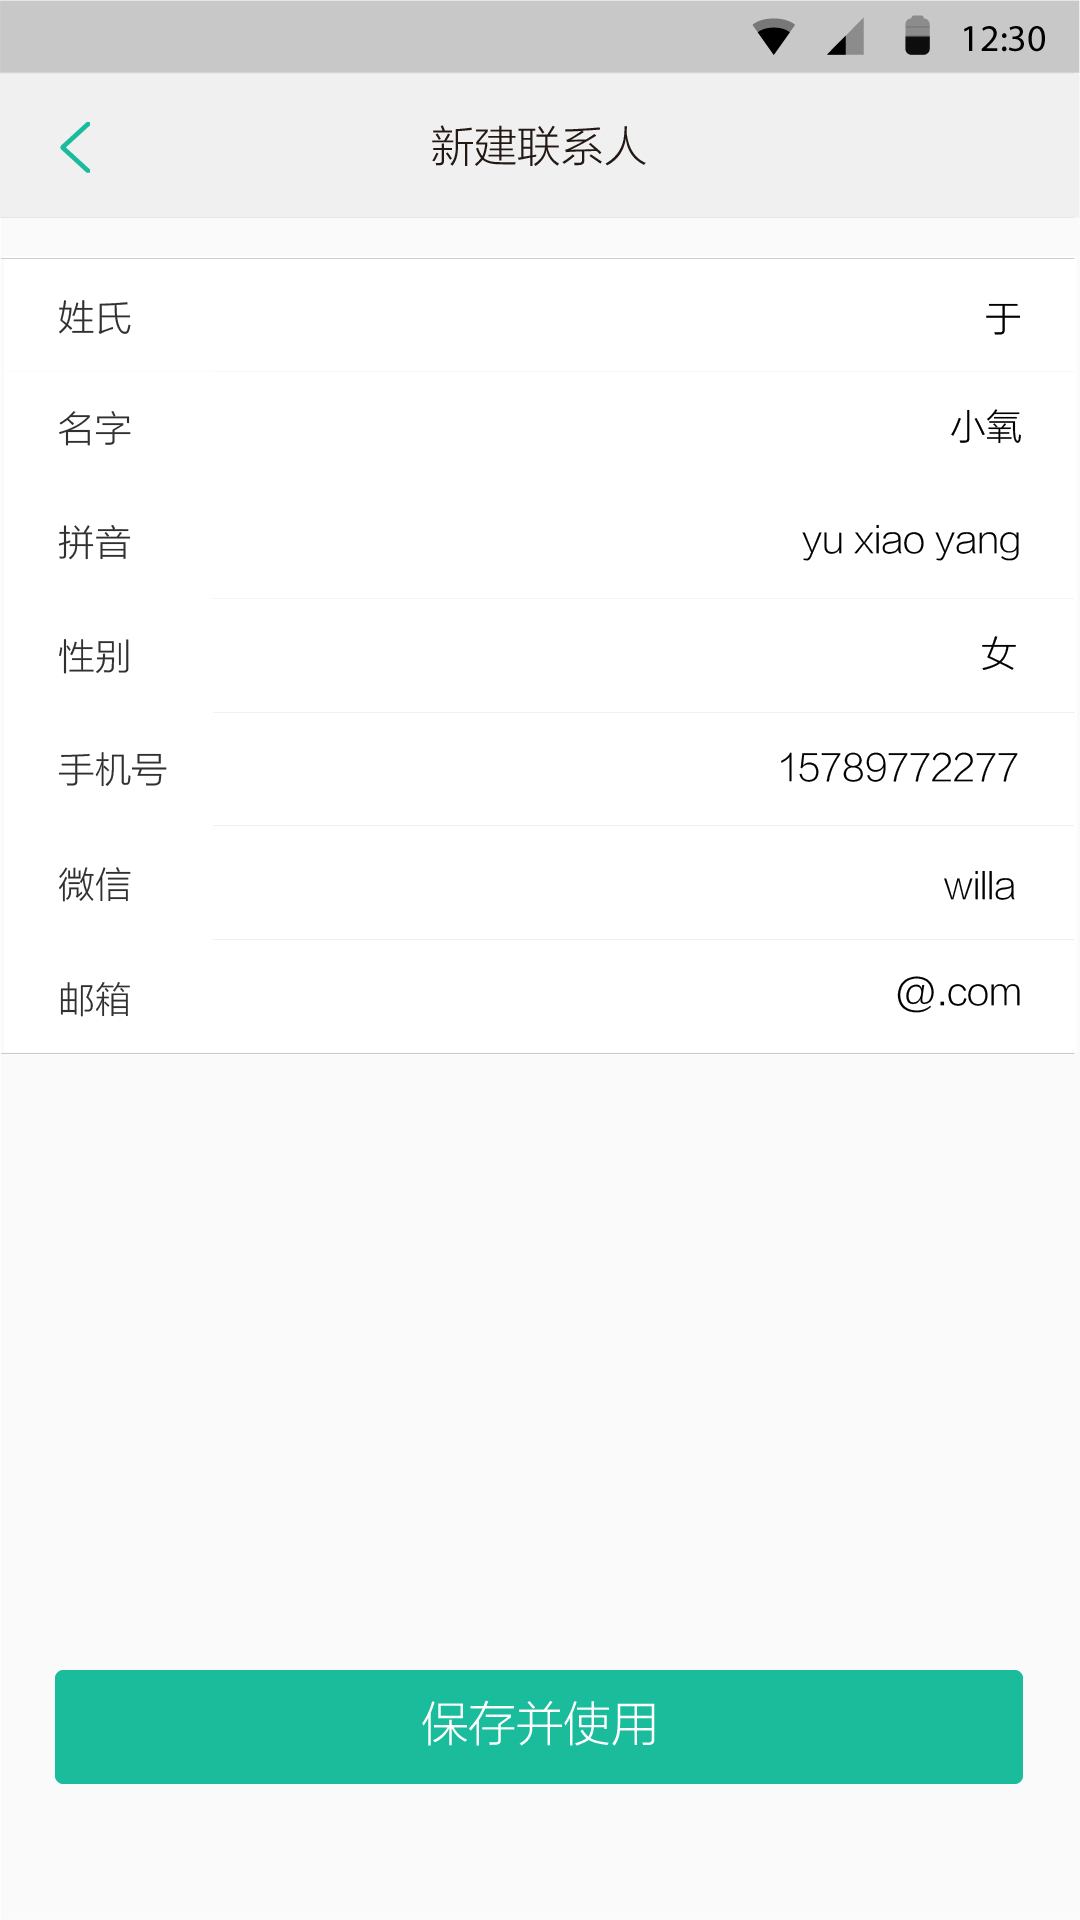 12:30
新建联系人
姓氏 于
名字 小氧
拼音 yu xiao yang
性别 女
手机号 15789772277
微信 willa
邮箱 @.com
保存并使用